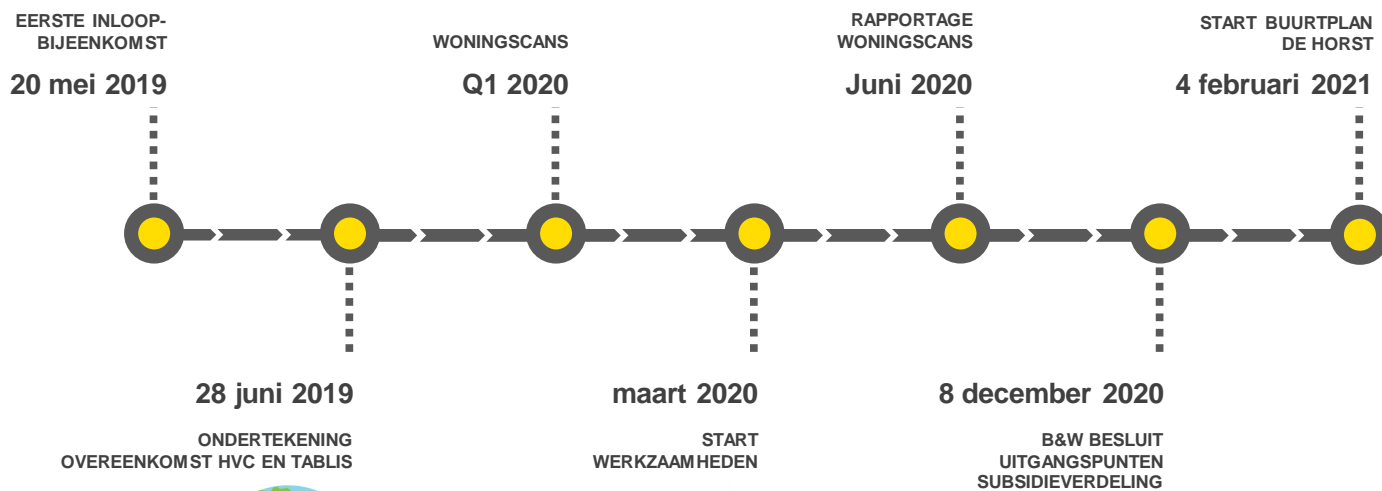 EERSTE INLOOP-
BIJEENKOMST
20 mei 2019
WONINGSCANS
Q1 2020
RAPPORTAGE
WONINGSCANS
Juni 2020
START BUURTPLAN
DE HORST
4 februari 2021
28 juni 2019
ONDERTEKENING
OVEREENKOMST HVC EN TABLIS
maart 2020
START
WERKZAAMHEDEN
8 december 2020
B&W BESLUIT
UITGANGSPUNTEN
SUBSIDIEVERDELING